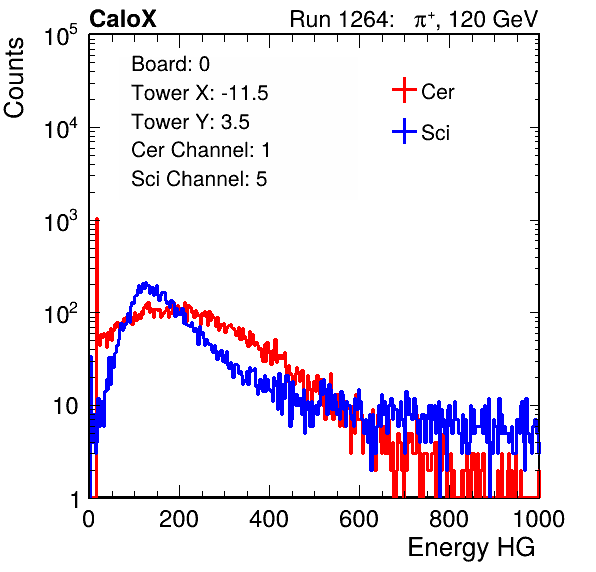 CaloX Run 1264: π⁺, 120 GeV
Counts
10⁵
10⁴
10³
10²
10
1
Board: 0
Tower X: -11.5
Tower Y: 3.5
Cer Channel: 1
Sci Channel: 5
Cer
Sci
0 200 400 600 800 1000
Energy HG